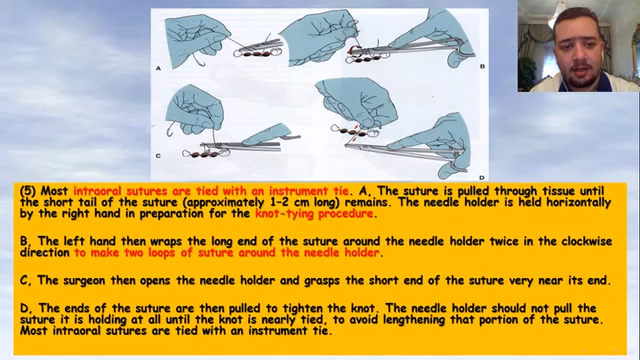 A
B
C
D
(5) Most intraoral sutures are tied with an instrument tie. A, The suture is pulled through tissue until
the short tail of the suture (approximately 1-2 cm long) remains. The needle holder is held horizontally
by the right hand in preparation for the knot-tying procedure.
B, The left hand then wraps the long end of the suture around the needle holder twice in the clockwise
direction to make two loops of suture around the needle holder.
C, The surgeon then opens the needle holder and grasps the short end of the suture very near its end.
D, The ends of the suture are then pulled to tighten the knot. The needle holder should not pull the
suture it is holding at all until the knot is nearly tied, to avoid lengthening that portion of the suture.
Most intraoral sutures are tied with an instrument tie.